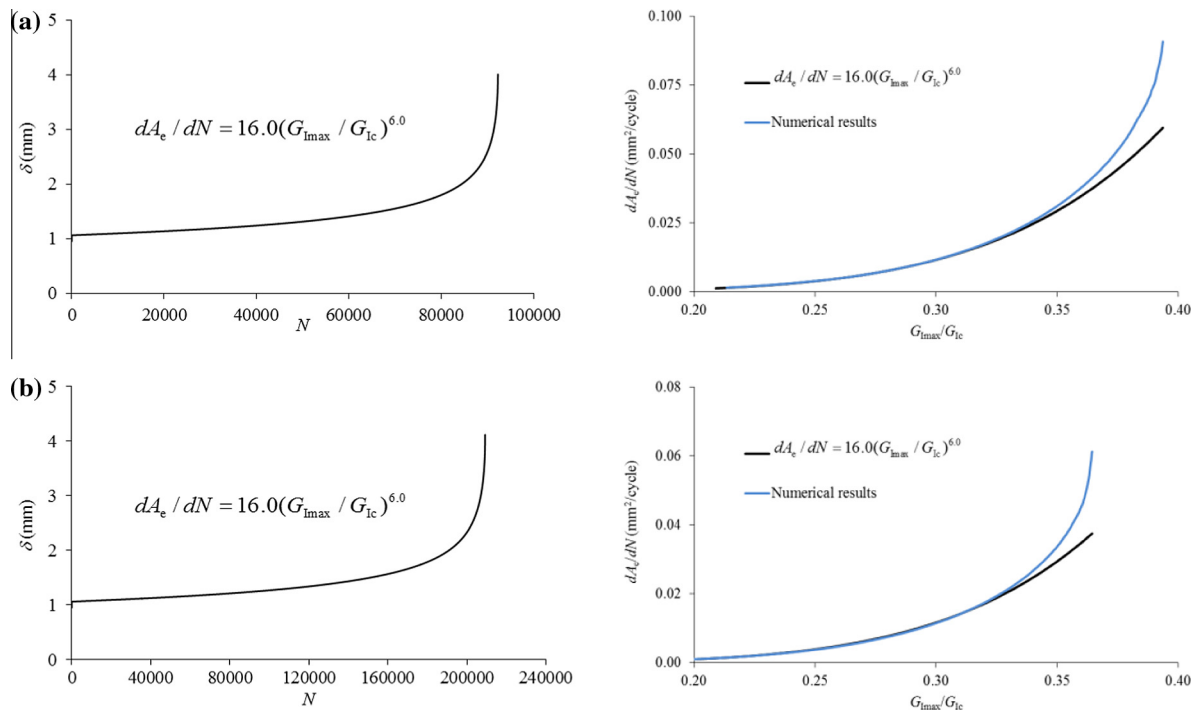 (a)
5
4
3
2
1
0
δ (mm)
dAe / dN = 16.0(GImax / GIc)^6.0
0 20000 40000 60000 80000 100000
N
0.100
0.075
0.050
0.025
0.000
dAe/dN (mm²/cycle)
dAe / dN = 16.0(GImax / GIc)^6.0
Numerical results
0.20 0.25 0.30 0.35 0.40
GImax/GIc
(b)
5
4
3
2
1
0
δ (mm)
dAe / dN = 16.0(GImax / GIc)^6.0
0 40000 80000 120000 160000 200000 240000
N
0.08
0.06
0.04
0.02
0.00
dAe/dN (mm²/cycle)
dAe / dN = 16.0(GImax / GIc)^6.0
Numerical results
0.20 0.25 0.30 0.35 0.40
GImax/GIc